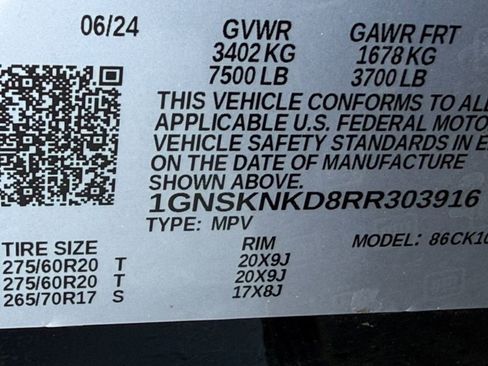 06/24 GVWR GAWR FRT
3402 KG 1678 KG
7500 LB 3700 LB
THIS VEHICLE CONFORMS TO ALL
APPLICABLE U.S. FEDERAL MOTO
VEHICLE SAFETY STANDARDS IN E
ON THE DATE OF MANUFACTURE
SHOWN ABOVE.
1GNSKNKD8RR303916
TYPE: MPV MODEL: 86CK10
TIRE SIZE RIM
275/60R20 T 20X9J
275/60R20 T 20X9J
265/70R17 S 17X8J